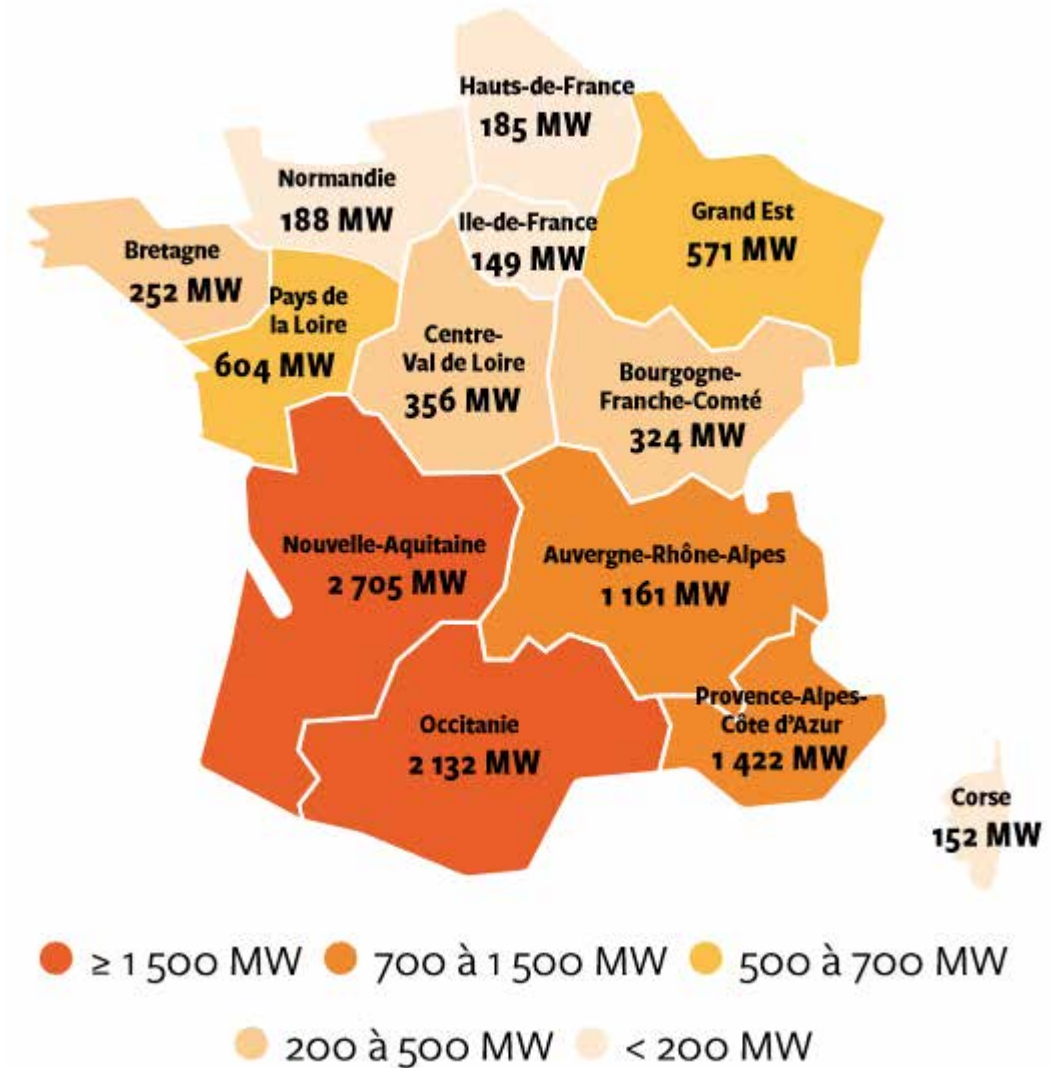 Hauts-de-France
185 MW
Normandie
188 MW
Ile-de-France
149 MW
Grand Est
571 MW
Bretagne
252 MW
Pays de
la Loire
604 MW
Centre-
Val de Loire
356 MW
Bourgogne-
Franche-Comté
324 MW
Nouvelle-Aquitaine
2 705 MW
Auvergne-Rhône-Alpes
1 161 MW
Occitanie
2 132 MW
Provence-Alpes-
Côte d'Azur
1 422 MW
Corse
152 MW
≥ 1 500 MW
700 à 1 500 MW
500 à 700 MW
200 à 500 MW
< 200 MW